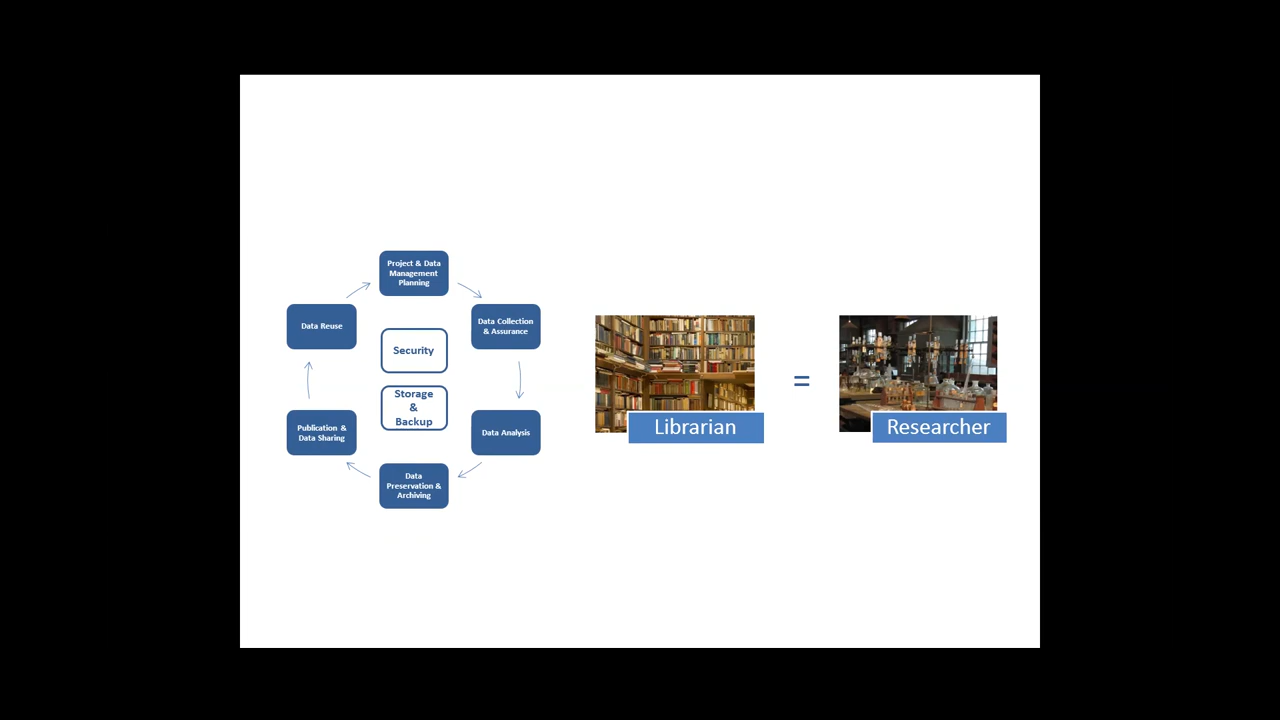 Project & Data
Management
Planning
Data Collection
& Assurance
Data Analysis
Data
Preservation &
Archiving
Publication &
Data Sharing
Data Reuse
Security
Storage
&
Backup
Librarian
=
Researcher